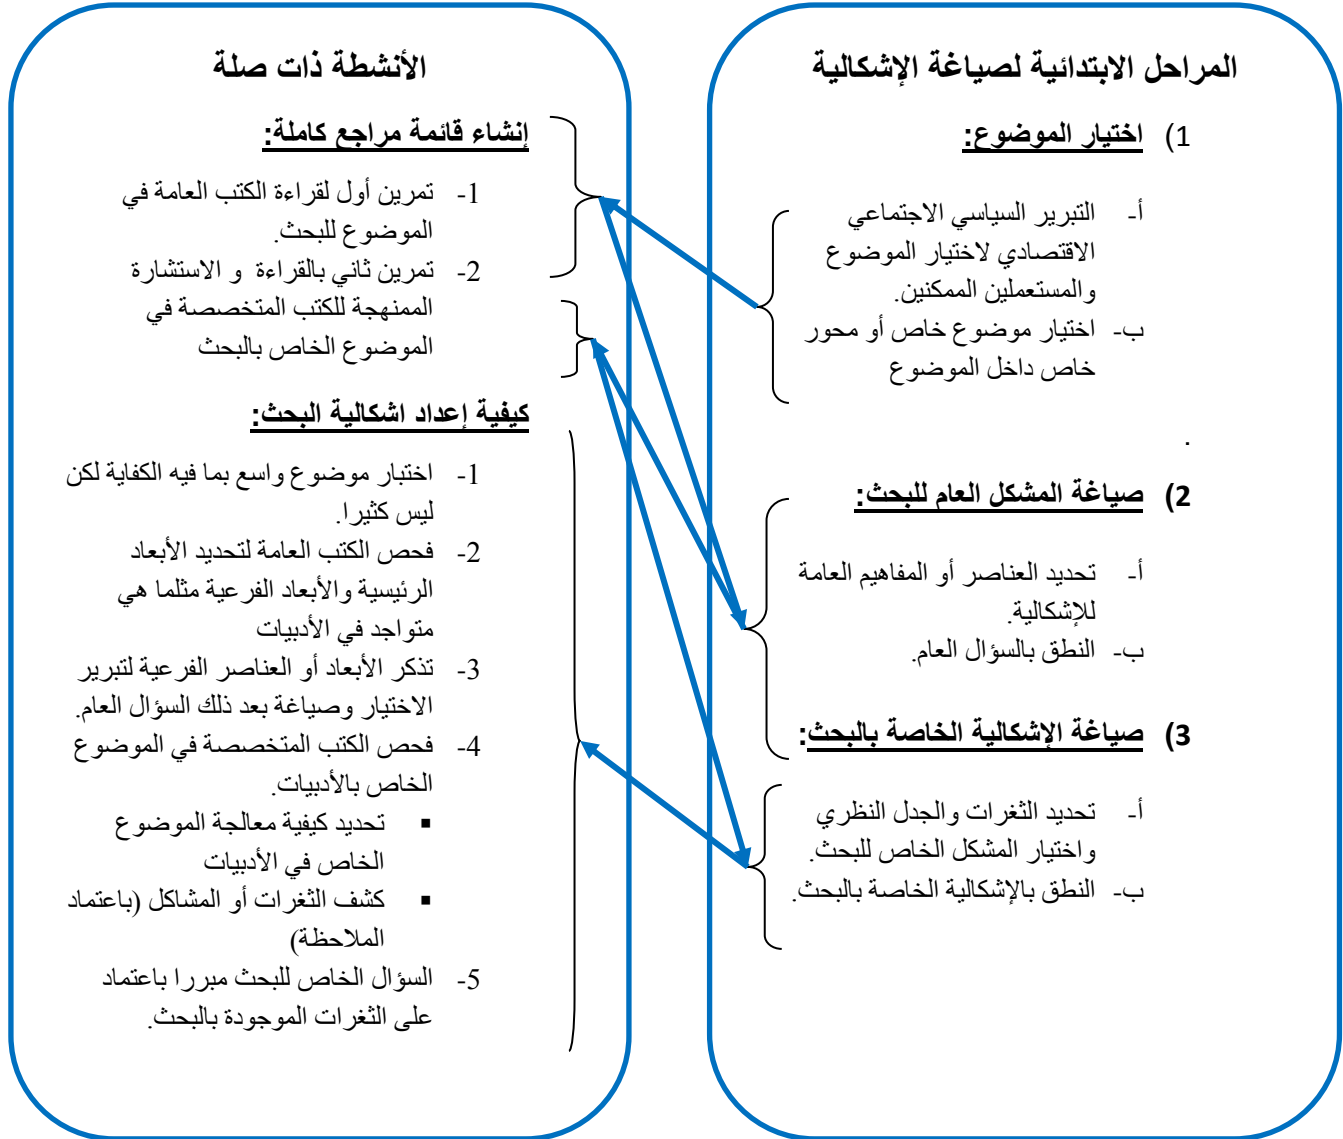 المراحل الابتدائية لصياغة الإشكالية
1) اختيار الموضوع:
أ- التبرير السياسي الاجتماعي
الاقتصادي لاختيار الموضوع
والمستعملين الممكنين.
ب- اختيار موضوع خاص أو محور
خاص داخل الموضوع
.
2) صياغة المشكل العام للبحث:
أ- تحديد العناصر أو المفاهيم العامة
للإشكالية.
ب- النطق بالسؤال العام.
3) صياغة الإشكالية الخاصة بالبحث:
أ- تحديد الثغرات والجدل النظري
واختيار المشكل الخاص للبحث.
ب- النطق بالإشكالية الخاصة بالبحث.
الأنشطة ذات صلة
إنشاء قائمة مراجع كاملة:
1- تمرين أول لقراءة الكتب العامة في
الموضوع للبحث.
2- تمرين ثاني بالقراءة و الاستشارة
الممنهجة للكتب المتخصصة في
الموضوع الخاص بالبحث
كيفية إعداد اشكالية البحث:
1- اختبار موضوع واسع بما فيه الكفاية لكن
ليس كثيرا.
2- فحص الكتب العامة لتحديد الأبعاد
الرئيسية والأبعاد الفرعية مثلما هي
متواجد في الأدبيات
3- تذكر الأبعاد أو العناصر الفرعية لتبرير
الاختيار وصياغة بعد ذلك السؤال العام.
4- فحص الكتب المتخصصة في الموضوع
الخاص بالأدبيات.
▪ تحديد كيفية معالجة الموضوع
الخاص في الأدبيات
▪ كشف الثغرات أو المشاكل (باعتماد
الملاحظة)
5- السؤال الخاص للبحث مبررا باعتماد
على الثغرات الموجودة بالبحث.